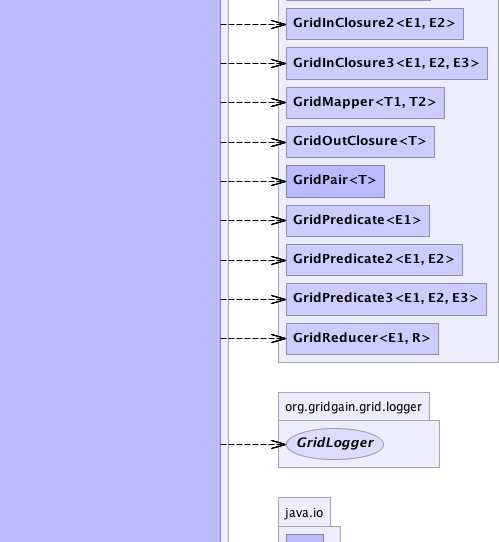 GridInClosure2<E1, E2>
GridInClosure3<E1, E2, E3>
GridMapper<T1, T2>
GridOutClosure<T>
GridPair<T>
GridPredicate<E1>
GridPredicate2<E1, E2>
GridPredicate3<E1, E2, E3>
GridReducer<E1, R>
org.gridgain.grid.logger
GridLogger
java.io